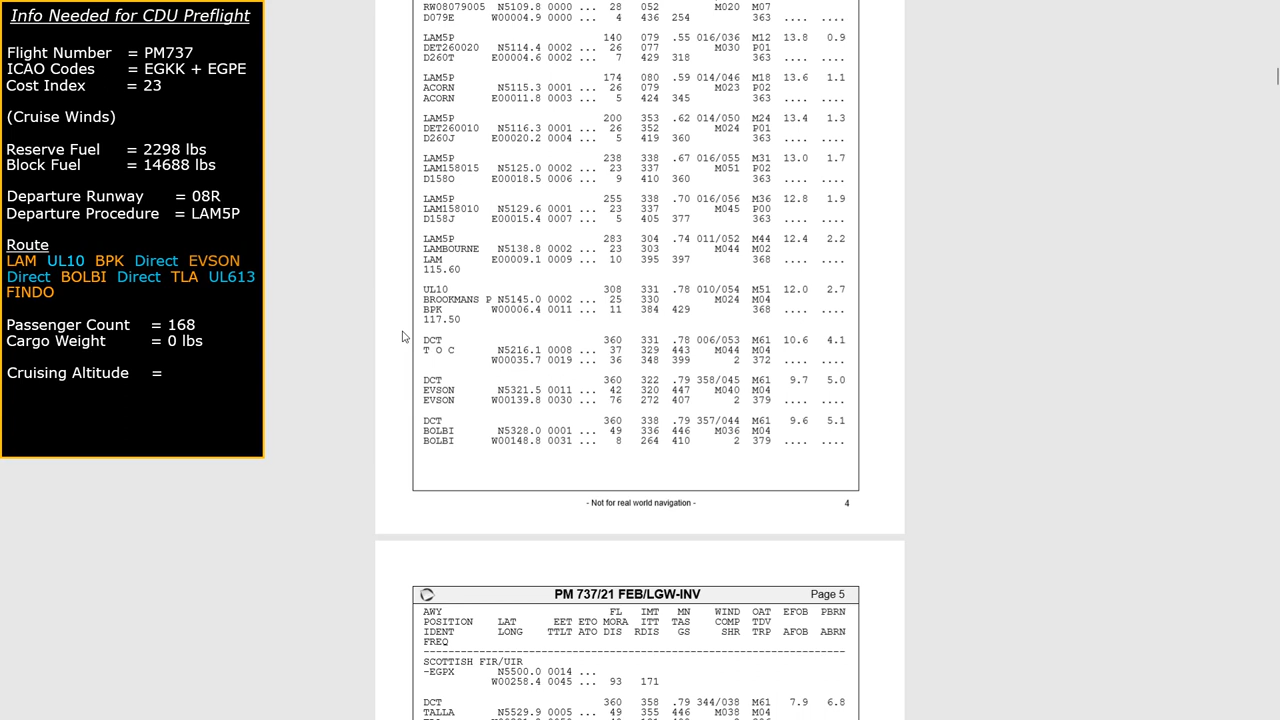 Info Needed for CDU Preflight
Flight Number = PM737
ICAO Codes = EGKK + EGPE
Cost Index = 23
(Cruise Winds)
Reserve Fuel = 2298 lbs
Block Fuel = 14688 lbs
Departure Runway = 08R
Departure Procedure = LAM5P
Route
LAM UL10 BPK Direct EVSON
Direct BOLBI Direct TLA UL613
FINDO
Passenger Count = 168
Cargo Weight = 0 lbs
Cruising Altitude =
RW08079005 N5109.8 0000 ... 28 052 M020 M07
D079E W0004.9 0000 4 436 254 363 .... ....
LAM5P 140 079 .55 016/036 M12 13.8 0.9
DET260020 N5114.4 0002 ... 26 077 M030 P01
D260T E00004.6 0002 ... 7 429 318 363 .... ....
LAM5P 174 080 .59 014/046 M18 13.6 1.1
ACORN N5115.3 0001 ... 26 079 M023 P02
ACORN E00011.8 0003 ... 5 424 345 363 .... ....
LAM5P 200 353 .62 014/050 M24 13.4 1.3
DET260010 N5116.3 0001 ... 26 352 M024 P01
D260J E00020.2 0004 ... 5 419 360 363 .... ....
LAM5P 238 338 .67 016/055 M31 13.0 1.7
LAM158015 N5125.0 0002 ... 23 337 M051 P02
D158O E00018.5 0006 ... 9 410 360 363 .... ....
LAM5P 255 338 .70 016/056 M36 12.8 1.9
LAM158010 N5129.6 0001 ... 23 337 M045 P00
D158J E00015.4 0007 ... 5 405 377 363 .... ....
LAM5P 283 304 .74 011/052 M44 12.4 2.2
LAMBOURNE N5138.8 0002 ... 23 303 M044 M02
LAM E00009.1 0009 ... 10 395 397 368 .... ....
115.60
UL10 308 331 .78 010/054 M51 12.0 2.7
BROOKMANS P N5145.0 0002 ... 25 330 M024 M04
BPK W00006.4 0011 ... 11 384 429 368 .... ....
117.50
DCT 360 331 .78 006/053 M61 10.6 4.1
T O C N5216.1 0008 ... 37 329 443 M044 M04
W00035.7 0019 ... 36 348 399 2 372 .... ....
DCT 360 322 .79 358/045 M61 9.7 5.0
EVSON N5321.5 0011 ... 42 320 447 M040 M04
EVSON W00139.8 0030 ... 76 272 407 2 379 .... ....
DCT 360 338 .79 357/044 M61 9.6 5.1
BOLBI N5328.0 0001 ... 49 336 446 M036 M04
BOLBI W00148.8 0031 ... 8 264 410 2 379 .... ....
- Not for real world navigation - 4
PM 737/21 FEB/LGW-INV Page 5
AWY FL IMT MN WIND OAT EFOB PBRN
POSITION LAT EET ETO MORA ITT TAS COMP TDV
IDENT LONG TTLT ATO DIS RDIS GS SHR TRP AFOB ABRN
FREQ
--------------------------------------------------------------------------------
SCOTTISH FIR/UIR
-EGPX N5500.0 0014 ...
W00258.4 0045 ... 93 171
DCT 360 358 .79 344/038 M61 7.9 6.8
TALLA N5529.9 0005 ... 49 355 446 M038 M04